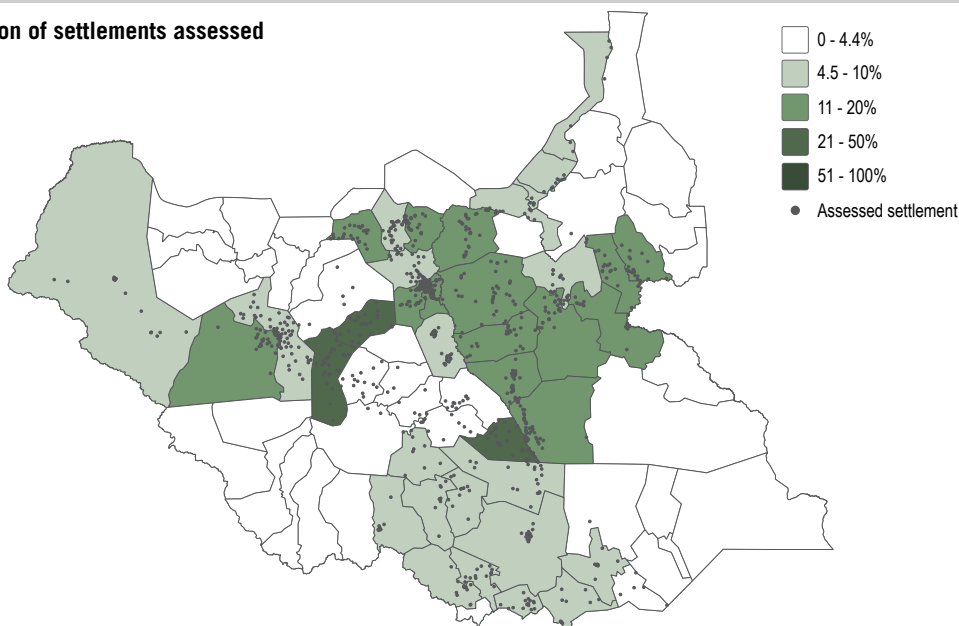 on of settlements assessed
0 - 4.4%
4.5 - 10%
11 - 20%
21 - 50%
51 - 100%
Assessed settlement